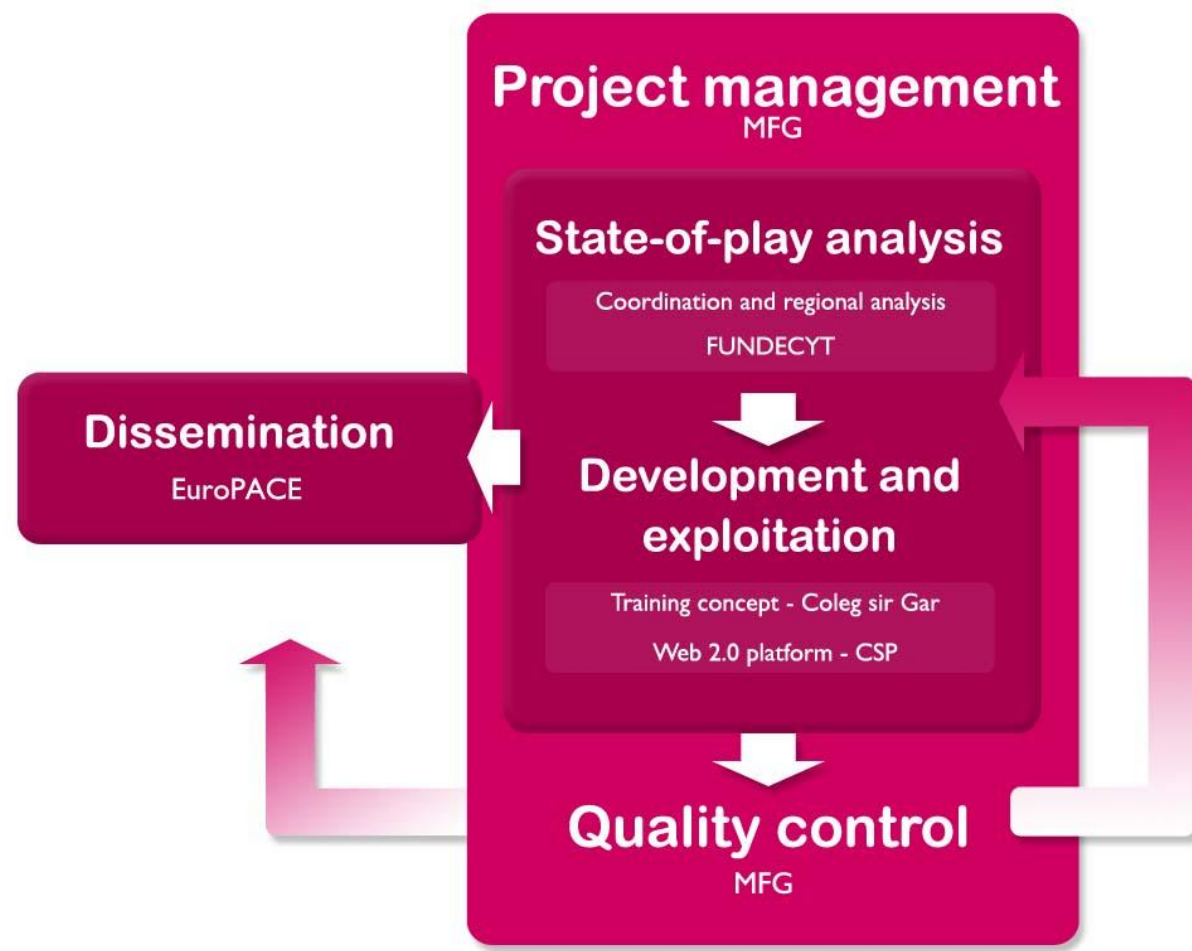 Project management
MFG
State-of-play analysis
Coordination and regional analysis
FUNDECYT
Dissemination
EuroPACE
Development and
exploitation
Training concept - Coleg sir Gar
Web 2.0 platform - CSP
Quality control
MFG